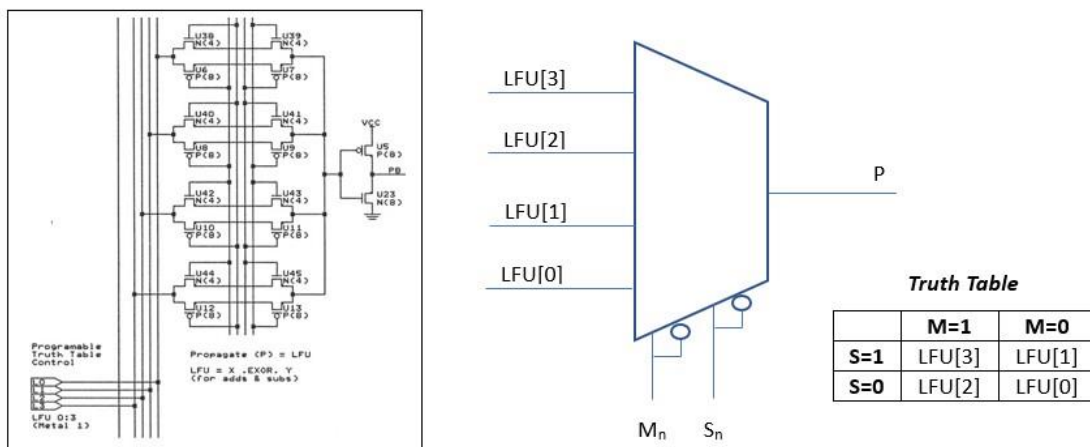 U38
N(4)
U39
N(4)
U6
P(8)
U7
P(8)
U40
N(4)
U41
N(4)
U8
P(8)
U9
P(8)
U42
N(4)
U43
N(4)
U10
P(8)
U11
P(8)
U44
N(4)
U45
N(4)
U12
P(8)
U13
P(8)
VCC
U5
P(8)
PB
U23
N(8)
Programable
Truth Table
Control
L0
L1
L2
L3
LFU 0:3
(Metal 1)
Propagate (P) = LFU
LFU = X .EXOR. Y
(for adds & subs)
LFU[3]
LFU[2]
LFU[1]
LFU[0]
P
Mn Sn
Truth Table
M=1 M=0
S=1 LFU[3] LFU[1]
S=0 LFU[2] LFU[0]